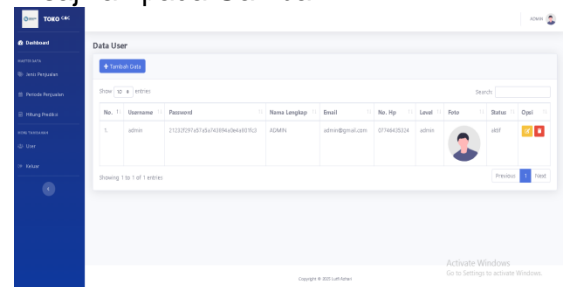 TOKO CBC
ADMIN
Dashboard
Data User
Tambah Data
Jenis Penjualan
Show 10 entries
Search:
Periode Penjualan
No. Username Password Nama Lengkap Email No. Hp Level Foto Status Opsi
Hitung Prediksi
1. admin ADMIN admin@gmail.com admin aktif
User
Keluar
Showing 1 to 1 of 1 entries
Previous 1 Next
Activate Windows
Go to Settings to activate Windows.